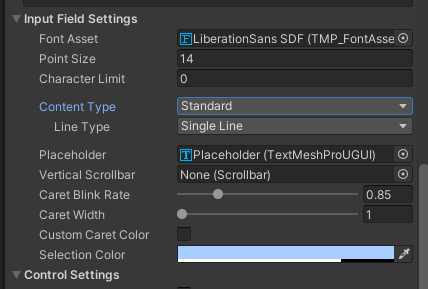 Input Field Settings
Font Asset LiberationSans SDF (TMP_FontAsse
Point Size 14
Character Limit 0
Content Type Standard
Line Type Single Line
Placeholder Placeholder (TextMeshProUGUI)
Vertical Scrollbar None (Scrollbar)
Caret Blink Rate 0.85
Caret Width 1
Custom Caret Color
Selection Color
Control Settings